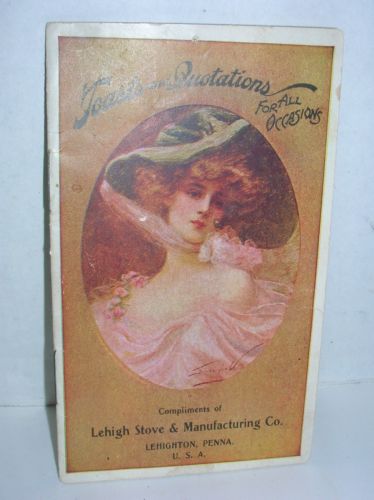 Toasts and Quotations
FOR ALL
OCCASIONS
Compliments of
Lehigh Stove & Manufacturing Co.
LEHIGHTON, PENNA.
U. S. A.